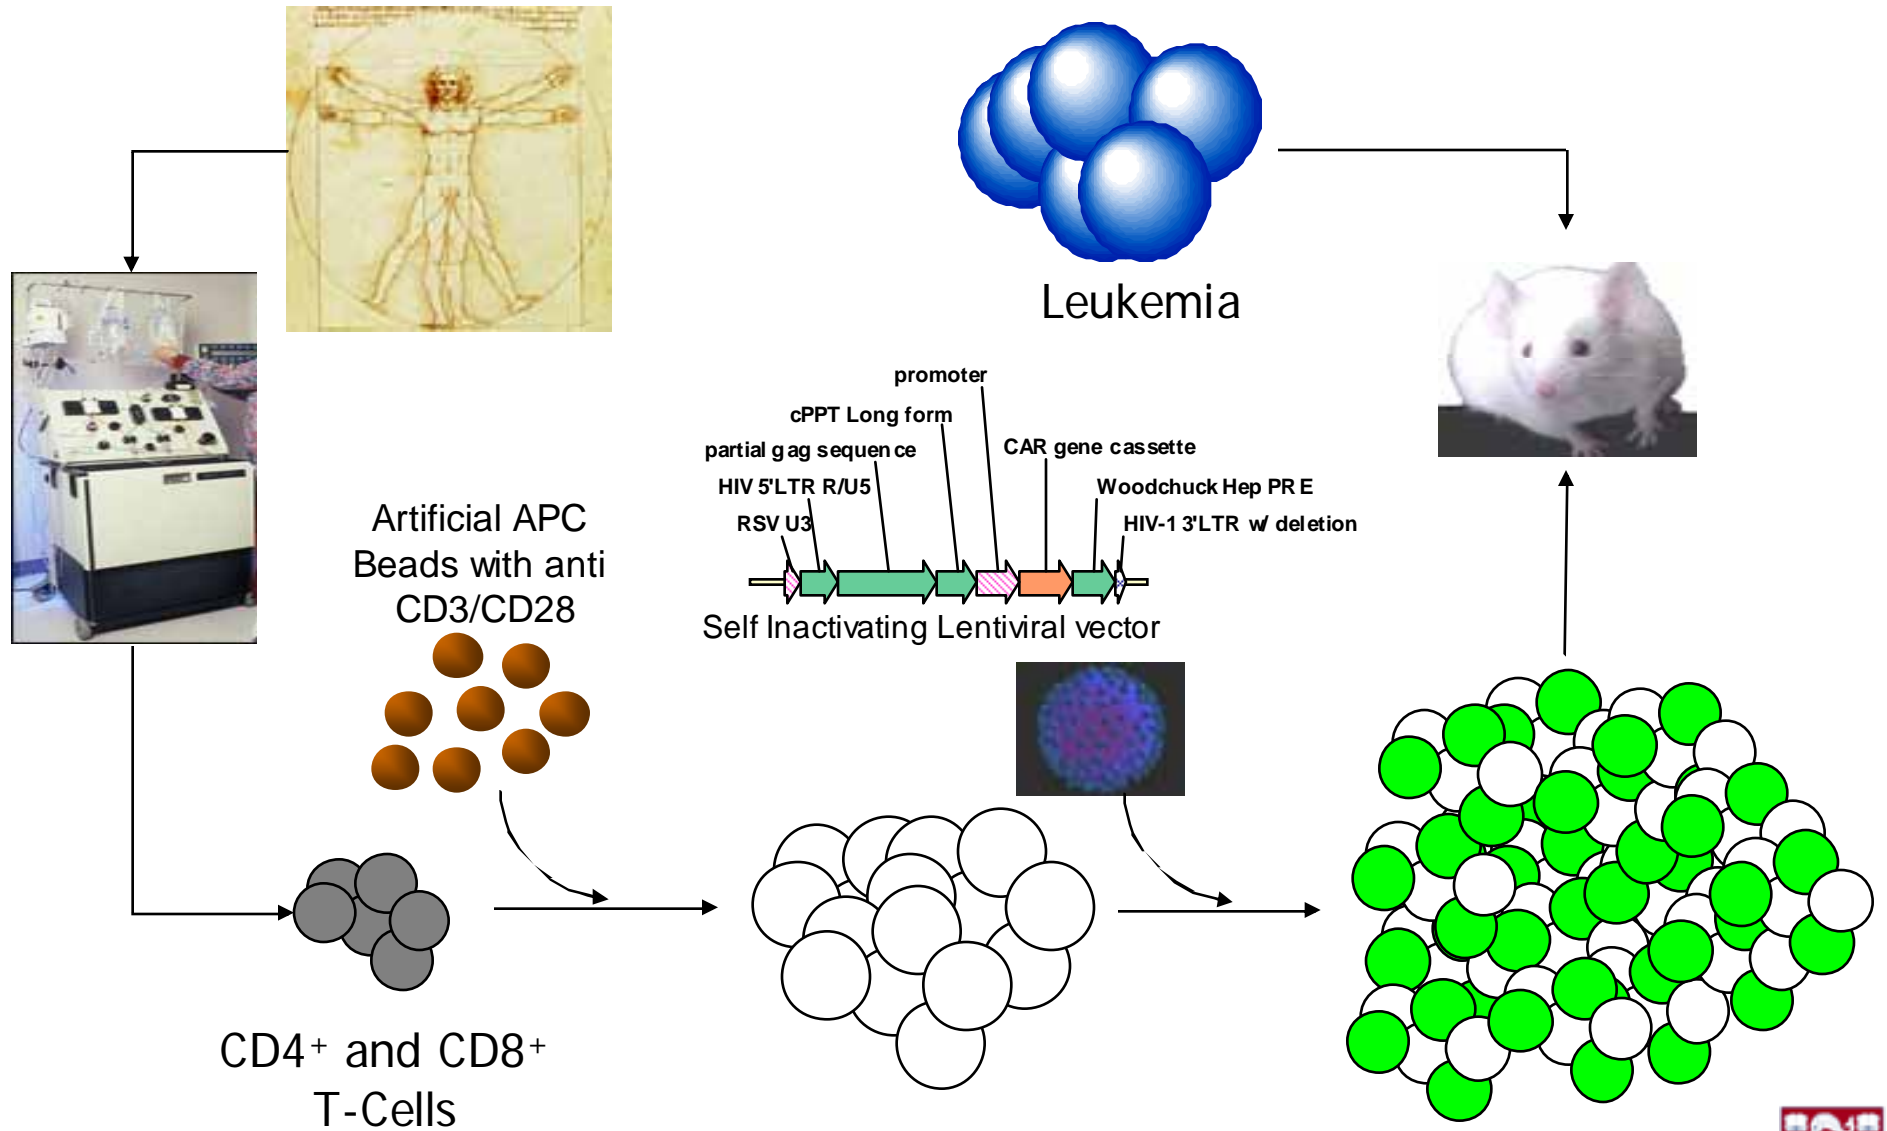 Leukemia
promoter
cPPT Long form
partial gag sequence
CAR gene cassette
HIV 5'LTR R/U5
Woodchuck Hep PRE
RSV U3
HIV-1 3'LTR w/ deletion
Self Inactivating Lentiviral vector
Artificial APC
Beads with anti
CD3/CD28
CD4⁺ and CD8⁺
T-Cells